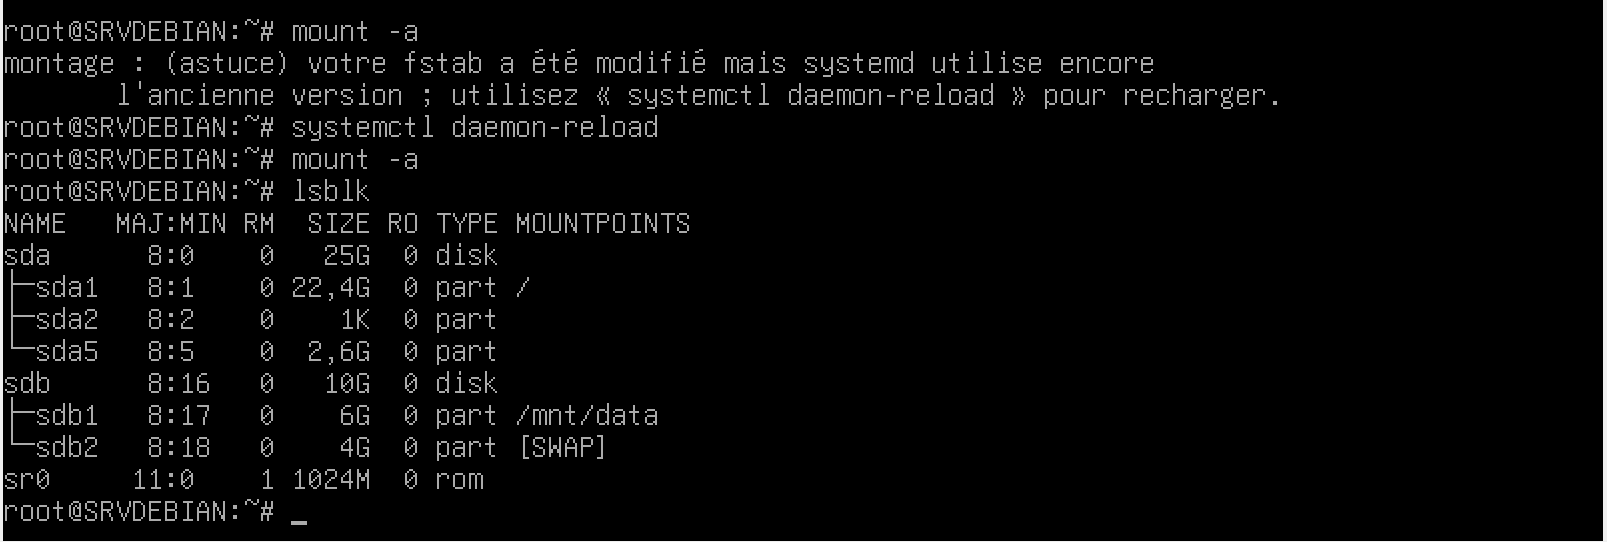 root@SRVDEBIAN:~# mount -a
montage : (astuce) votre fstab a été modifié mais systemd utilise encore
       l'ancienne version ; utilisez « systemctl daemon-reload » pour recharger.
root@SRVDEBIAN:~# systemctl daemon-reload
root@SRVDEBIAN:~# mount -a
root@SRVDEBIAN:~# lsblk
NAME   MAJ:MIN RM   SIZE RO TYPE MOUNTPOINTS
sda      8:0    0    25G  0 disk
├─sda1   8:1    0 22,4G  0 part /
├─sda2   8:2    0     1K  0 part
└─sda5   8:5    0   2,6G  0 part
sdb      8:16   0    10G  0 disk
├─sdb1   8:17   0     6G  0 part /mnt/data
└─sdb2   8:18   0     4G  0 part [SWAP]
sr0     11:0    1 1024M  0 rom
root@SRVDEBIAN:~# _